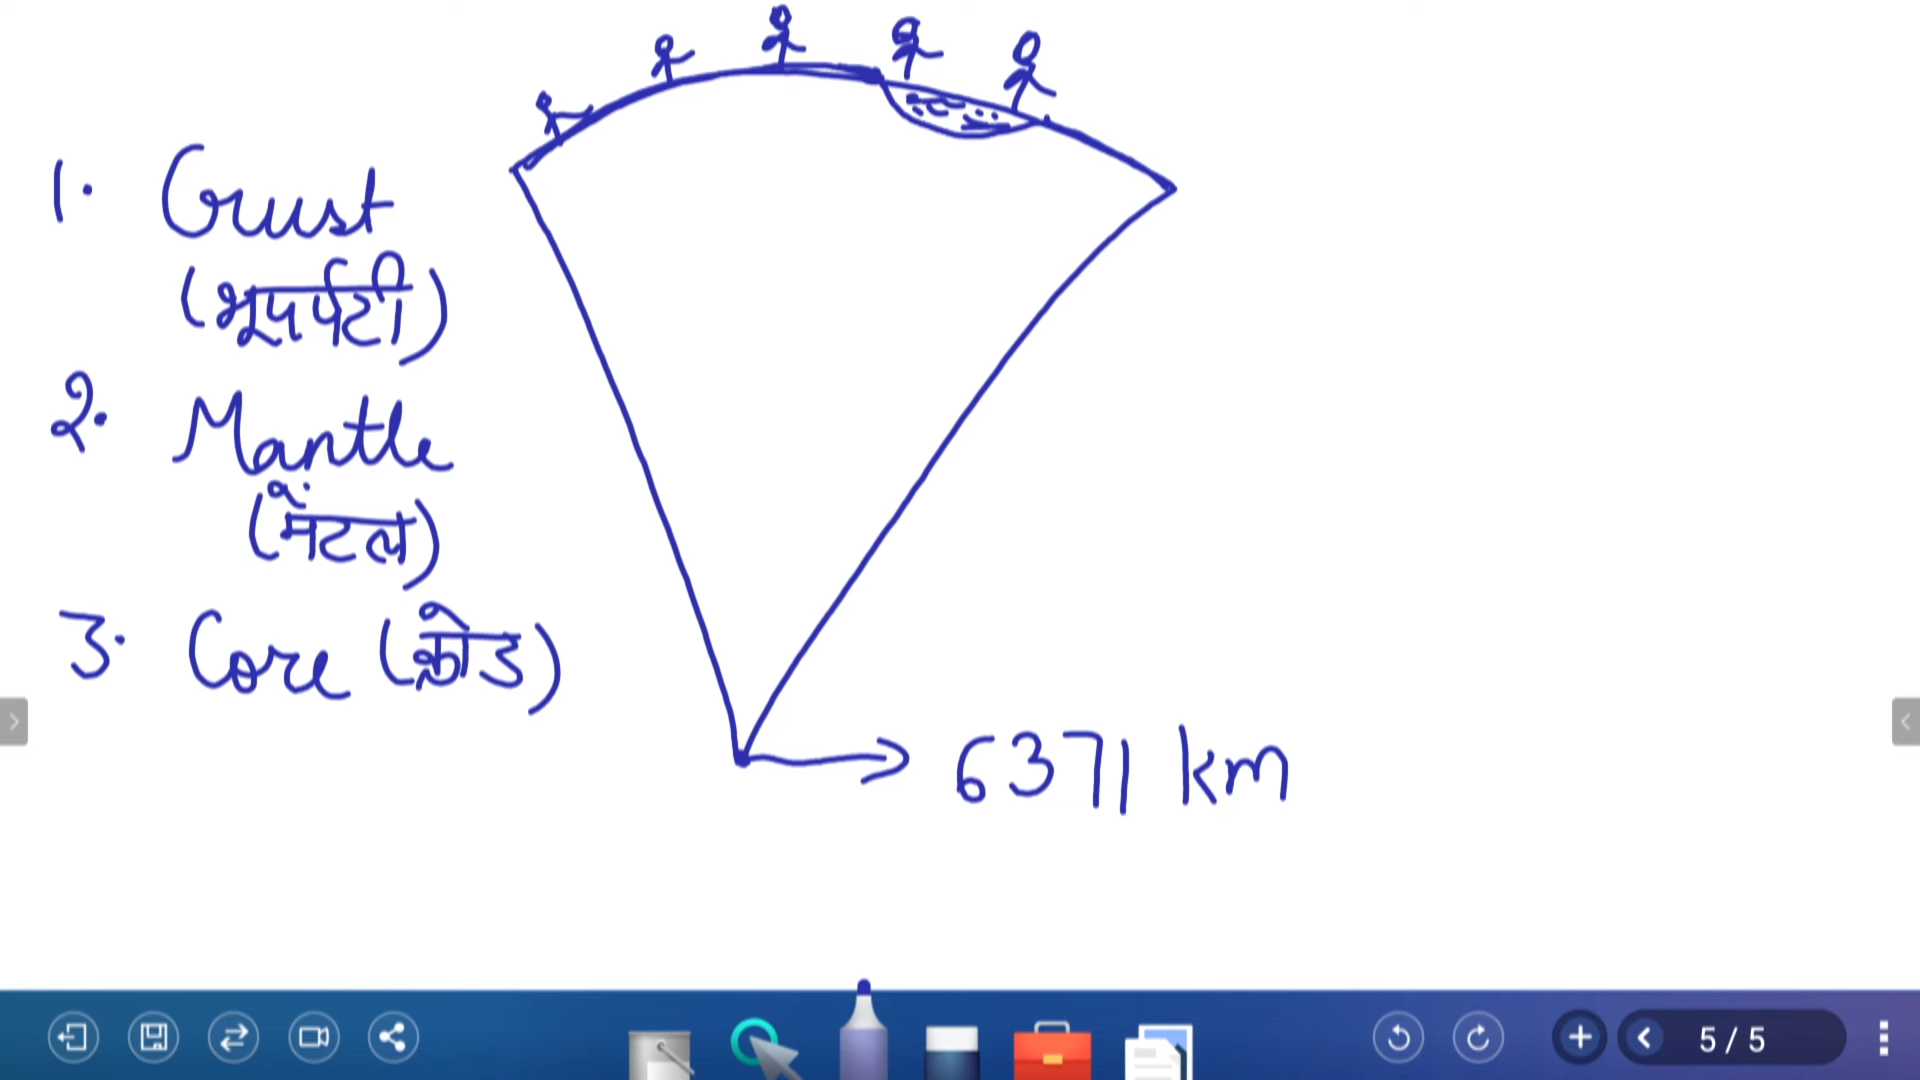 1. Crust
(भूपर्पटी)
2. Mantle
(मेंटल)
3. Core (क्रोड)
6371 km
5 / 5